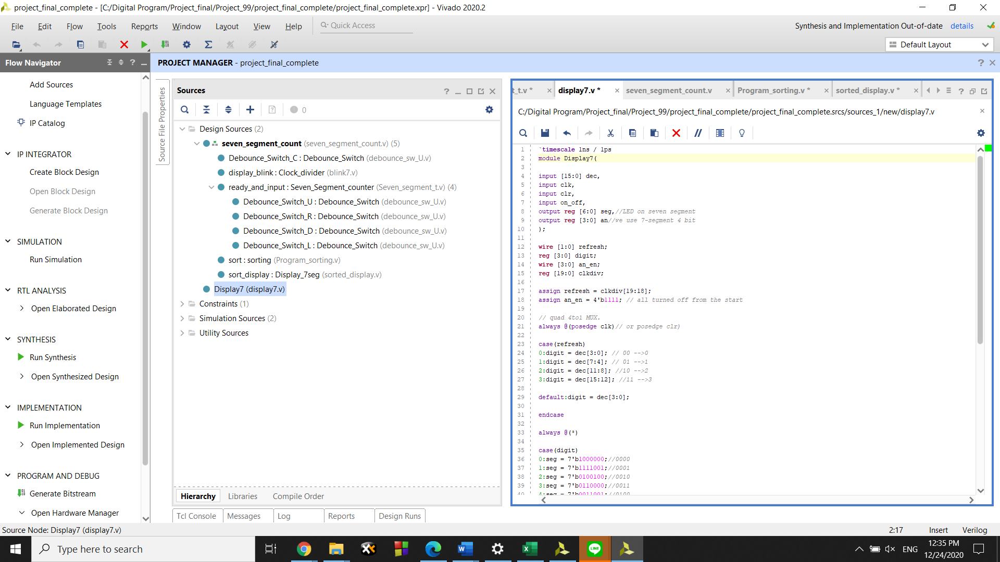 project_final_complete - [C:/Digital Program/Project_final/Project_99/project_final_complete/project_final_complete.xpr] - Vivado 2020.2
File Edit Flow Tools Reports Window Layout View Help Quick Access
Synthesis and Implementation Out-of-date details
Default Layout
Flow Navigator
PROJECT MANAGER - project_final_complete
Add Sources
Language Templates
IP Catalog
IP INTEGRATOR
Create Block Design
Open Block Design
Generate Block Design
SIMULATION
Run Simulation
RTL ANALYSIS
Open Elaborated Design
SYNTHESIS
Run Synthesis
Open Synthesized Design
IMPLEMENTATION
Run Implementation
Open Implemented Design
PROGRAM AND DEBUG
Generate Bitstream
Open Hardware Manager
Source File Properties
Sources
0
Design Sources (2)
seven_segment_count (seven_segment_count.v) (5)
Debounce_Switch_C : Debounce_Switch (debounce_sw_U.v)
display_blink : Clock_divider (blink7.v)
ready_and_input : Seven_Segment_counter (Seven_segment_t.v) (4)
Debounce_Switch_U : Debounce_Switch (debounce_sw_U.v)
Debounce_Switch_R : Debounce_Switch (debounce_sw_U.v)
Debounce_Switch_D : Debounce_Switch (debounce_sw_U.v)
Debounce_Switch_L : Debounce_Switch (debounce_sw_U.v)
sort : sorting (Program_sorting.v)
sort_display : Display_7seg (sorted_display.v)
Display7 (display7.v)
Constraints (1)
Simulation Sources (2)
Utility Sources
Hierarchy Libraries Compile Order
Tcl Console Messages Log Reports Design Runs
t_t.v * display7.v * seven_segment_count.v Program_sorting.v * sorted_display.v *
C:/Digital Program/Project_final/Project_99/project_final_complete/project_final_complete.srcs/sources_1/new/display7.v
1 `timescale 1ns / 1ps
2 module Display7(
3
4 input [15:0] dec,
5 input clk,
6 input clr,
7 input on_off,
8 output reg [6:0] seg,//LED on seven segment
9 output reg [3:0] an//we use 7-segment 4 bit
10 );
11
12 wire [1:0] refresh;
13 reg [3:0] digit;
14 wire [3:0] an_en;
15 reg [19:0] clkdiv;
16
17 assign refresh = clkdiv[19:18];
18 assign an_en = 4'b1111; // all turned off from the start
19
20 // quad 4to1 MUX.
21 always @(posedge clk)// or posedge clr)
22
23 case(refresh)
24 0:digit = dec[3:0]; // 00 -->0
25 1:digit = dec[7:4]; // 01 -->1
26 2:digit = dec[11:8]; //10 -->2
27 3:digit = dec[15:12]; //11 -->3
28
29 default:digit = dec[3:0];
30
31 endcase
32
33 always @(*)
34
35 case(digit)
36 0:seg = 7'b1000000;//0000
37 1:seg = 7'b1111001;//0001
38 2:seg = 7'b0100100;//0010
39 3:seg = 7'b0110000;//0011
40 4:seg = 7'b0011001;//0100
Source Node: Display7 (display7.v)
2:17 Insert Verilog
Type here to search
ENG
12:35 PM
12/24/2020
LINE